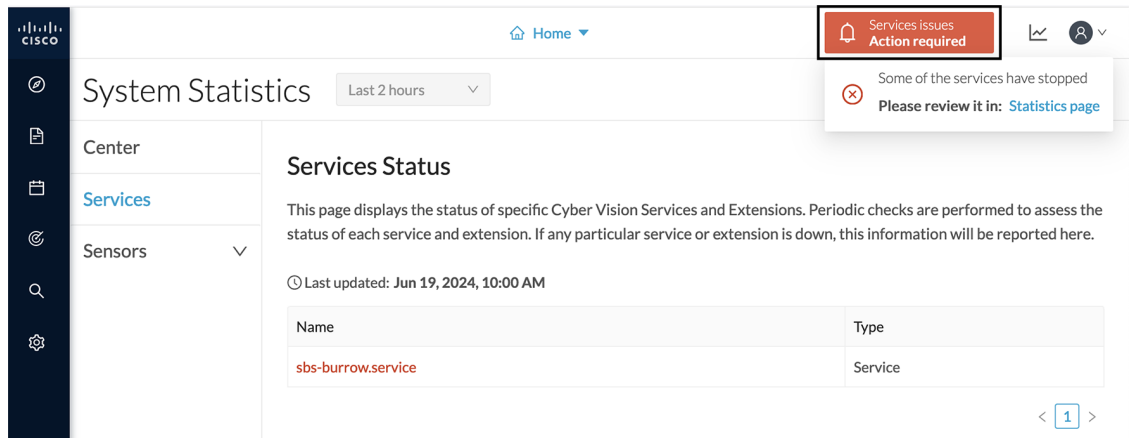 CISCO
Home
Services issues
Action required
System Statistics
Last 2 hours
Some of the services have stopped
Please review it in: Statistics page
Center
Services
Sensors
Services Status
This page displays the status of specific Cyber Vision Services and Extensions. Periodic checks are performed to assess the
status of each service and extension. If any particular service or extension is down, this information will be reported here.
Last updated: Jun 19, 2024, 10:00 AM
Name Type
sbs-burrow.service Service
< 1 >